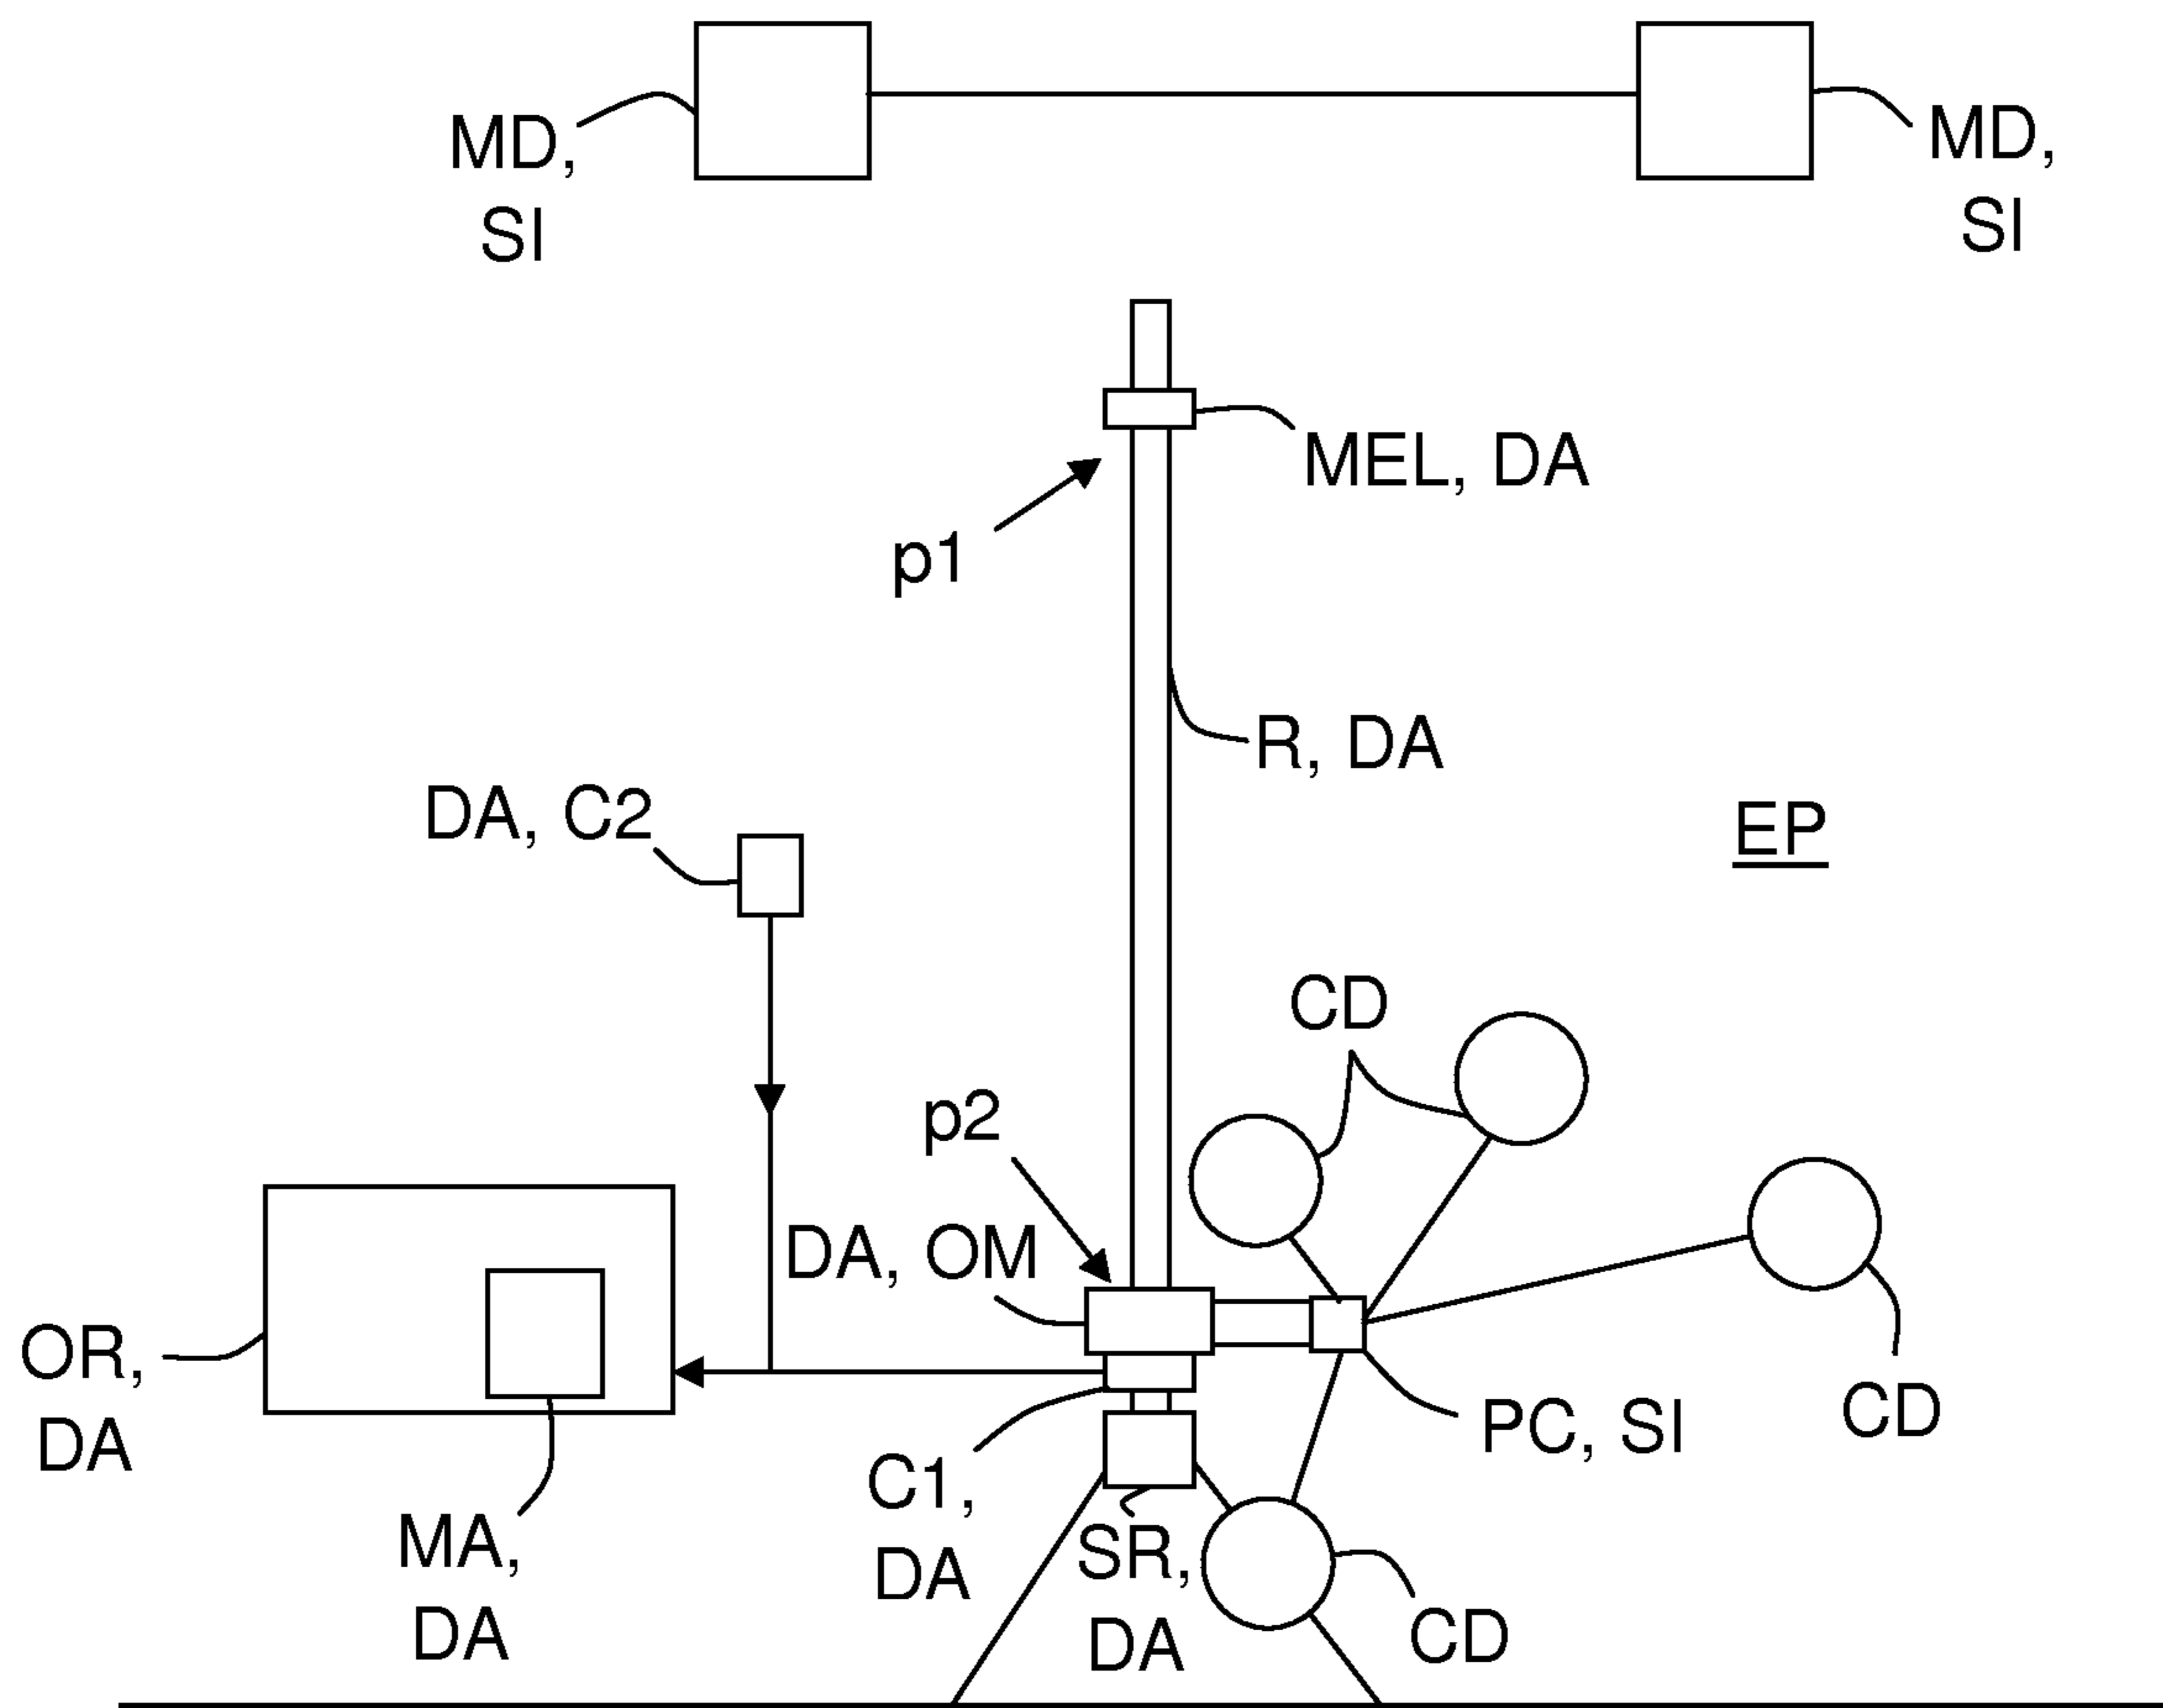 MD,
SI
MD,
SI
MEL, DA
p1
R, DA
DA, C2
EP
CD
p2
DA, OM
OR,
DA
CD
PC, SI
C1,
DA
MA,
DA
SR,
DA
CD